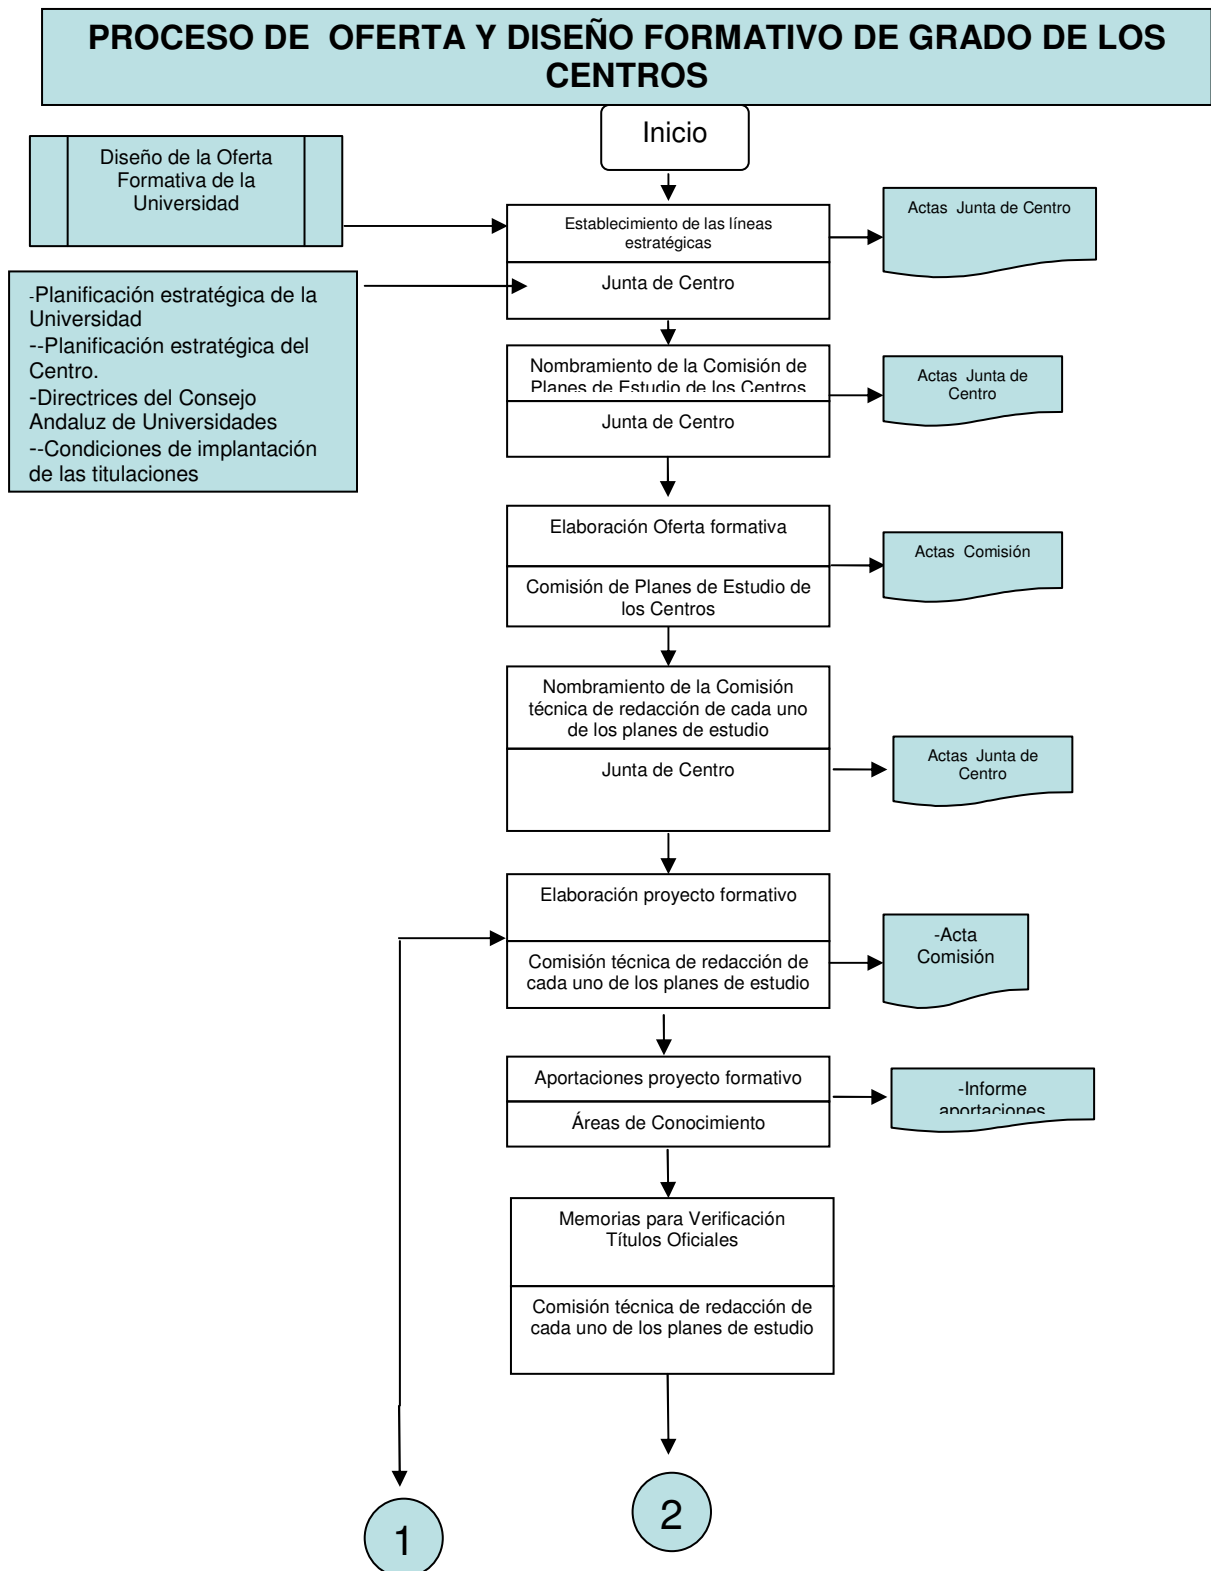 PROCESO DE OFERTA Y DISEÑO FORMATIVO DE GRADO DE LOS
CENTROS
Inicio
Diseño de la Oferta
Formativa de la
Universidad
Establecimiento de las líneas
estratégicas
Junta de Centro
Actas Junta de Centro
-Planificación estratégica de la
Universidad
--Planificación estratégica del
Centro.
-Directrices del Consejo
Andaluz de Universidades
--Condiciones de implantación
de las titulaciones
Nombramiento de la Comisión de
Planes de Estudio de los Centros
Junta de Centro
Actas Junta de
Centro
Elaboración Oferta formativa
Comisión de Planes de Estudio de
los Centros
Actas Comisión
Nombramiento de la Comisión
técnica de redacción de cada uno
de los planes de estudio
Junta de Centro
Actas Junta de
Centro
Elaboración proyecto formativo
Comisión técnica de redacción de
cada uno de los planes de estudio
-Acta
Comisión
Aportaciones proyecto formativo
Áreas de Conocimiento
-Informe
aportaciones
Memorias para Verificación
Títulos Oficiales
Comisión técnica de redacción de
cada uno de los planes de estudio
1
2